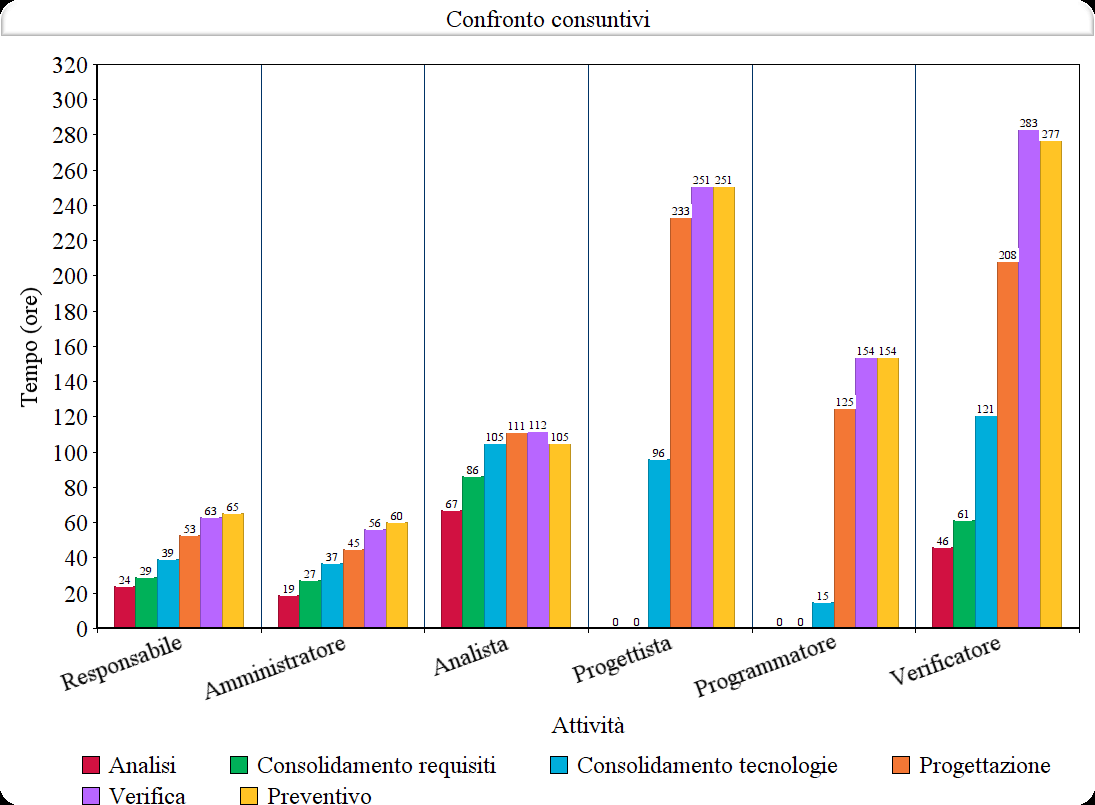 Confronto consuntivi
Tempo (ore)
320
300
280
260
240
220
200
180
160
140
120
100
80
60
40
20
0
24 29 39 53 63 65
19 27 37 45 56 60
67 86 105 111 112 105
0 0 96 233 251 251
0 0 15 125 154 154
46 61 121 208 283 277
Responsabile Amministratore Analista Progettista Programmatore Verificatore
Attività
Analisi Consolidamento requisiti Consolidamento tecnologie Progettazione
Verifica Preventivo